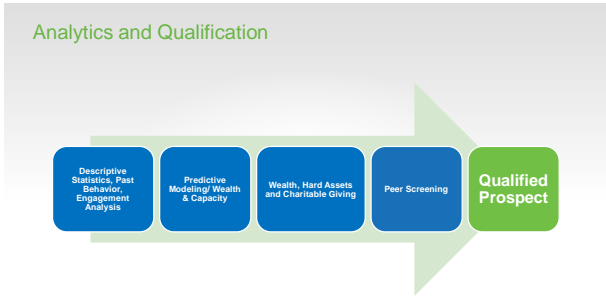 Analytics and Qualification
Descriptive
Statistics, Past
Behavior,
Engagement
Analysis
Predictive
Modeling/ Wealth
& Capacity
Wealth, Hard Assets
and Charitable Giving
Peer Screening
Qualified
Prospect